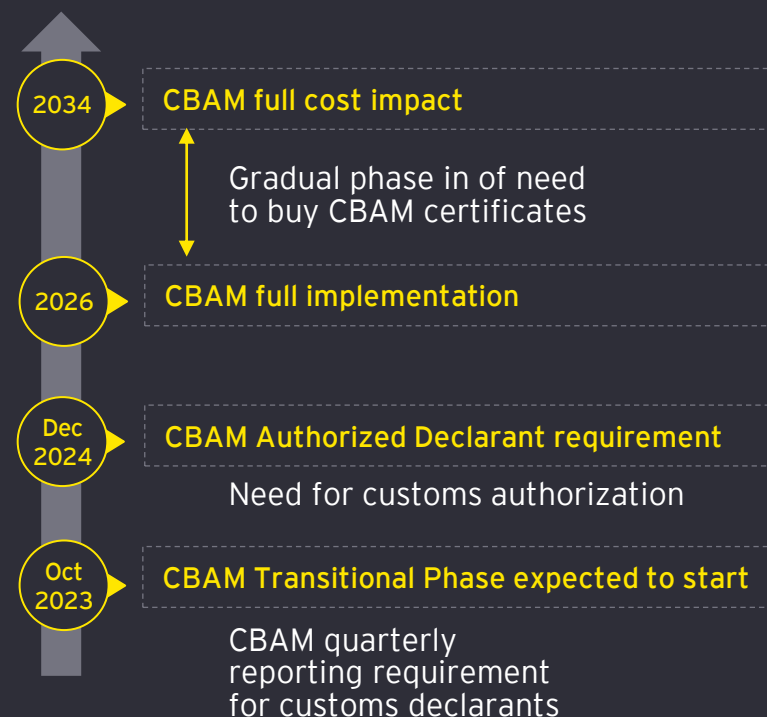 2034
CBAM full cost impact
Gradual phase in of need
to buy CBAM certificates
2026
CBAM full implementation
Dec
2024
CBAM Authorized Declarant requirement
Need for customs authorization
Oct
2023
CBAM Transitional Phase expected to start
CBAM quarterly
reporting requirement
for customs declarants